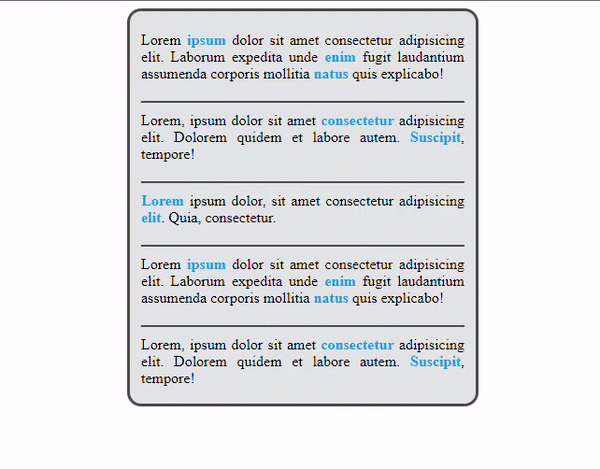 Lorem ipsum dolor sit amet consectetur adipisicing
elit. Laborum expedita unde enim fugit laudantium
assumenda corporis mollitia natus quis explicabo!
Lorem, ipsum dolor sit amet consectetur adipisicing
elit. Dolorem quidem et labore autem. Suscipit,
tempore!
Lorem ipsum dolor, sit amet consectetur adipisicing
elit. Quia, consectetur.
Lorem ipsum dolor sit amet consectetur adipisicing
elit. Laborum expedita unde enim fugit laudantium
assumenda corporis mollitia natus quis explicabo!
Lorem, ipsum dolor sit amet consectetur adipisicing
elit. Dolorem quidem et labore autem. Suscipit,
tempore!